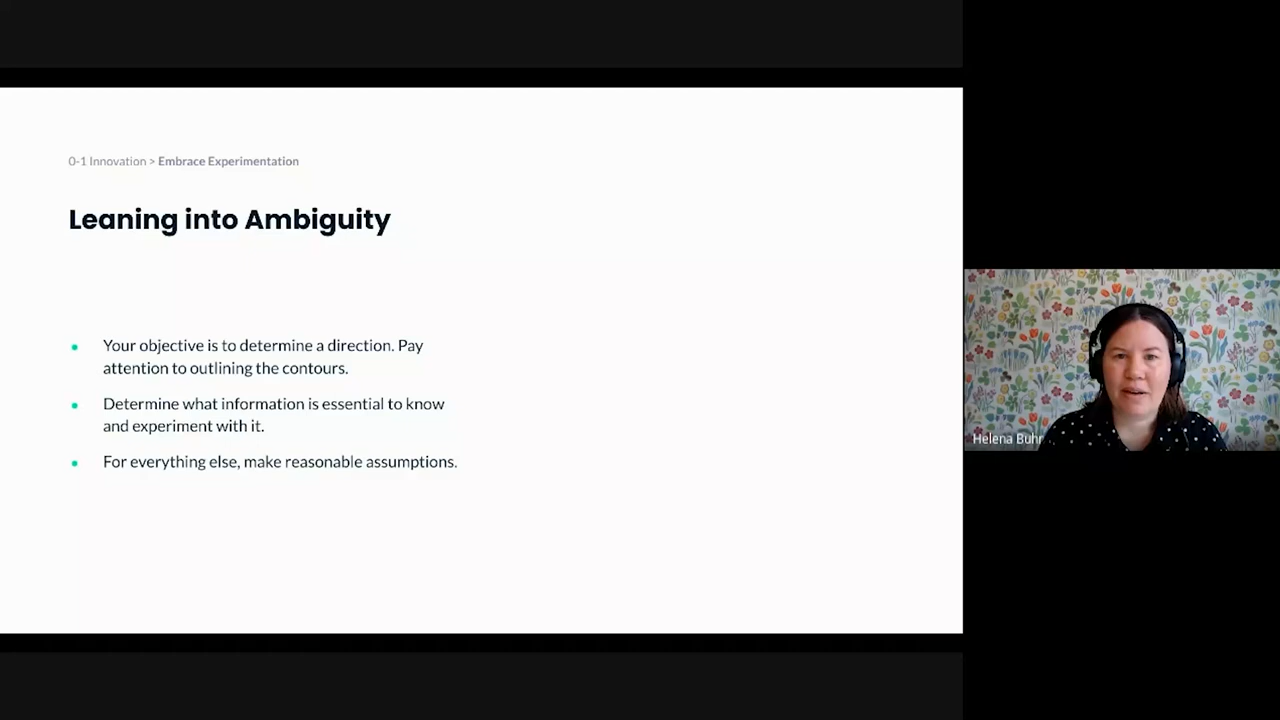 0-1 Innovation > Embrace Experimentation
Leaning into Ambiguity
Your objective is to determine a direction. Pay
attention to outlining the contours.
Determine what information is essential to know
and experiment with it.
For everything else, make reasonable assumptions.
Helena Buhr